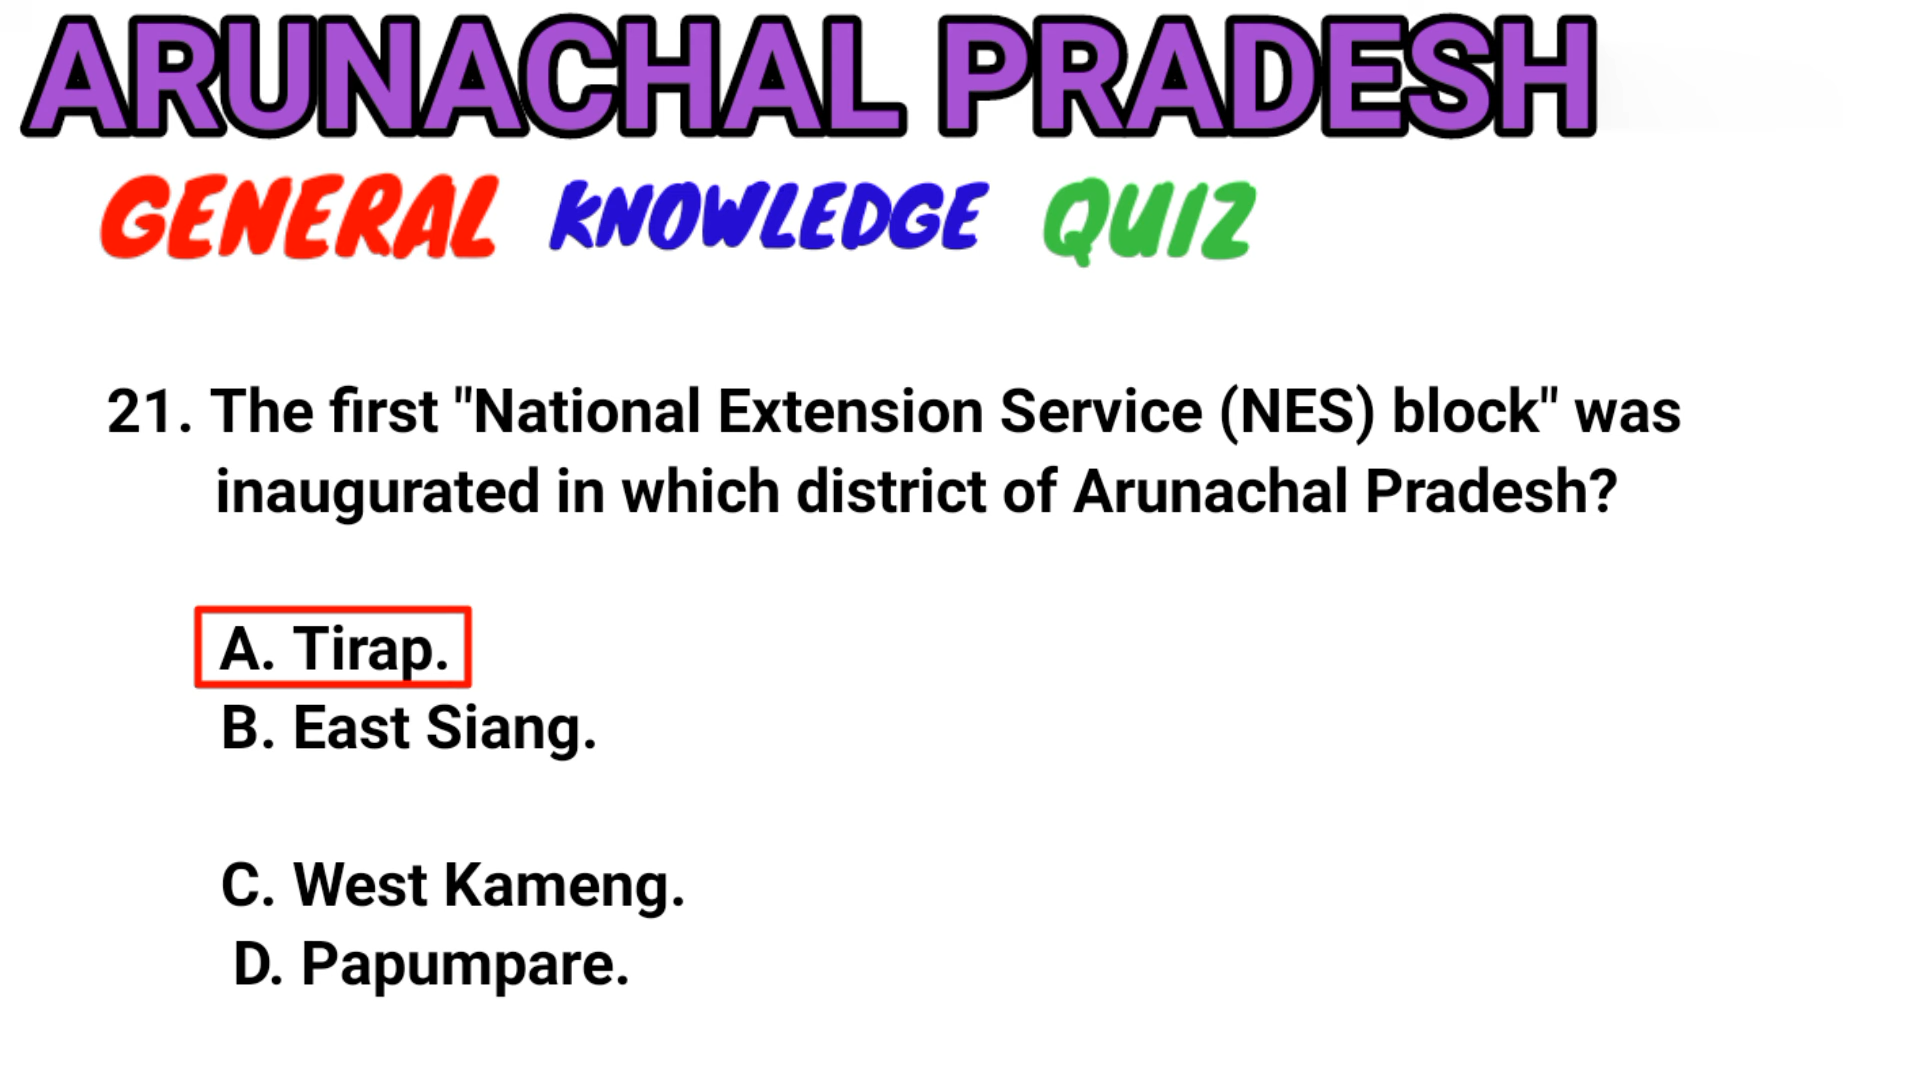 ARUNACHAL PRADESH
GENERAL KNOWLEDGE QUIZ
21. The first "National Extension Service (NES) block" was
inaugurated in which district of Arunachal Pradesh?
A. Tirap.
B. East Siang.
C. West Kameng.
D. Papumpare.